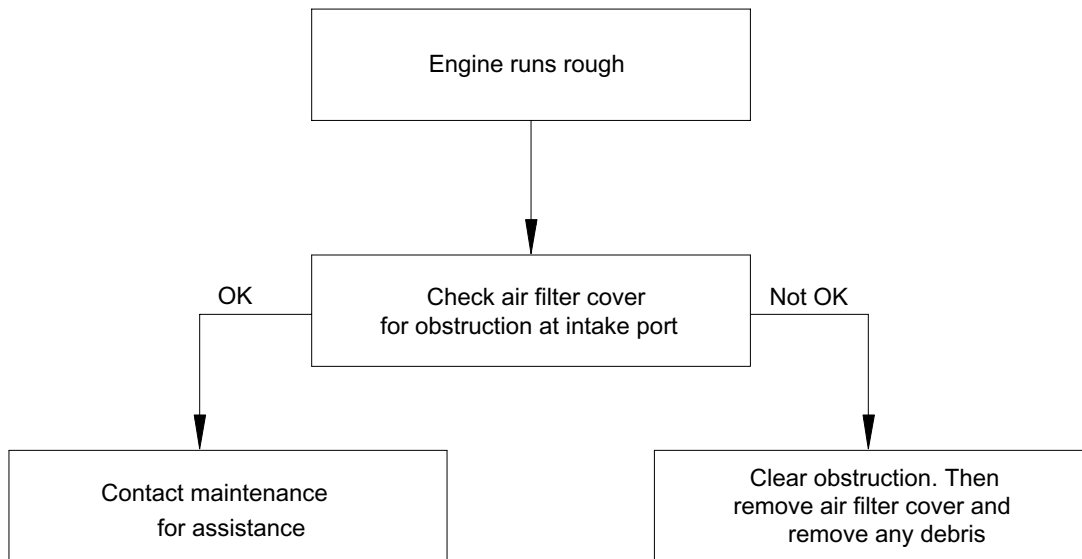 Engine runs rough
OK
Check air filter cover
for obstruction at intake port
Not OK
Contact maintenance
for assistance
Clear obstruction. Then
remove air filter cover and
remove any debris